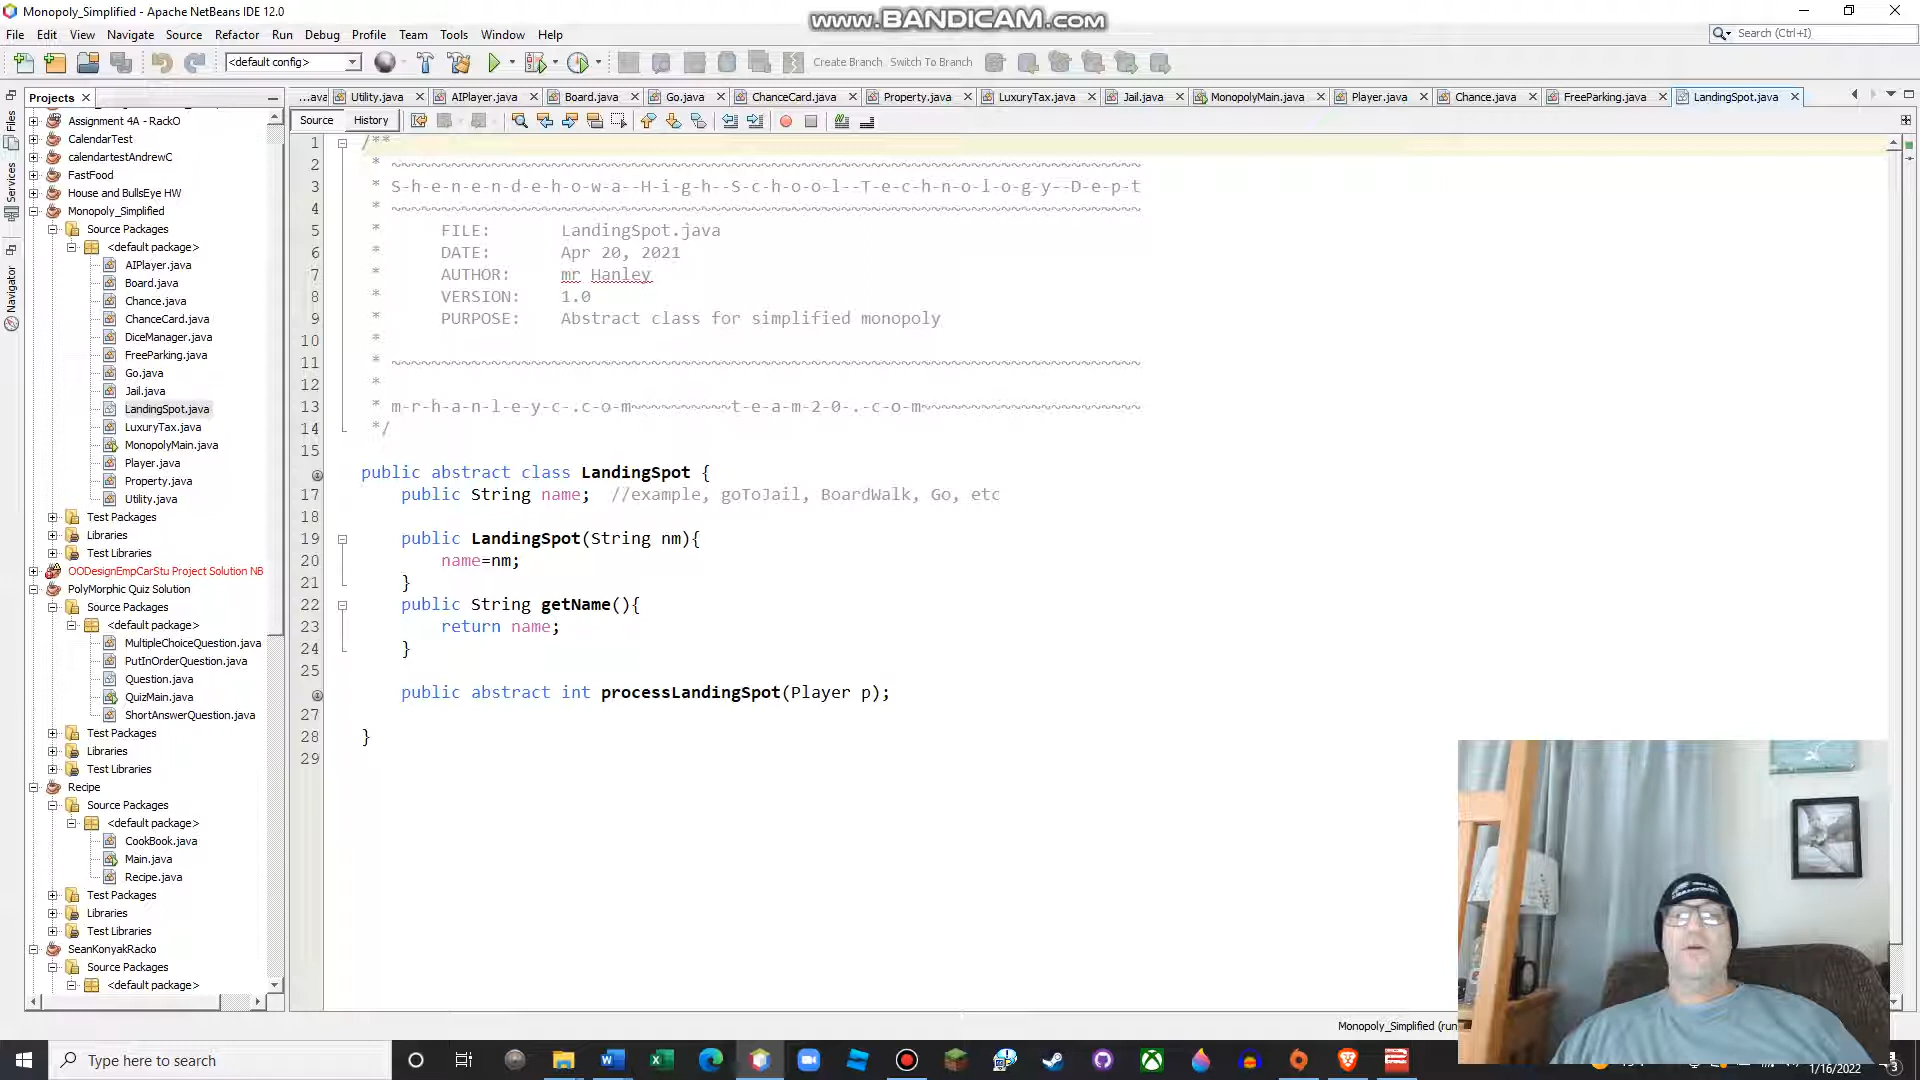 Monopoly_Simplified - Apache NetBeans IDE 12.0
www.BANDICAM.com
File Edit View Navigate Source Refactor Run Debug Profile Team Tools Window Help
Search (Ctrl+I)
<default config>
Create Branch Switch To Branch
Projects
...ava Utility.java AIPlayer.java Board.java Go.java ChanceCard.java Property.java LuxuryTax.java Jail.java MonopolyMain.java Player.java Chance.java FreeParking.java LandingSpot.java
Source History
Files
Services
Navigator
Assignment 4A - RackO
CalendarTest
calendartestAndrewC
FastFood
House and BullsEye HW
Monopoly_Simplified
Source Packages
<default package>
AIPlayer.java
Board.java
Chance.java
ChanceCard.java
DiceManager.java
FreeParking.java
Go.java
Jail.java
LandingSpot.java
LuxuryTax.java
MonopolyMain.java
Player.java
Property.java
Utility.java
Test Packages
Libraries
Test Libraries
OODesignEmpCarStu Project Solution NB
PolyMorphic Quiz Solution
Source Packages
<default package>
MultipleChoiceQuestion.java
PutInOrderQuestion.java
Question.java
QuizMain.java
ShortAnswerQuestion.java
Test Packages
Libraries
Test Libraries
Recipe
Source Packages
<default package>
CookBook.java
Main.java
Recipe.java
Test Packages
Libraries
Test Libraries
SeanKonyakRacko
Source Packages
<default package>
1 /**
2 * ~~~~~~~~~~~~~~~~~~~~~~~~~~~~~~~~~~~~~~~~~~~~~~~~~~~~~~~~~~~~~~~~~~~~~~~~~~~
3 * S-h-e-n-e-n-d-e-h-o-w-a--H-i-g-h--S-c-h-o-o-l--T-e-c-h-n-o-l-o-g-y--D-e-p-t
4 * ~~~~~~~~~~~~~~~~~~~~~~~~~~~~~~~~~~~~~~~~~~~~~~~~~~~~~~~~~~~~~~~~~~~~~~~~~~~
5 * FILE: LandingSpot.java
6 * DATE: Apr 20, 2021
7 * AUTHOR: mr Hanley
8 * VERSION: 1.0
9 * PURPOSE: Abstract class for simplified monopoly
10 *
11 * ~~~~~~~~~~~~~~~~~~~~~~~~~~~~~~~~~~~~~~~~~~~~~~~~~~~~~~~~~~~~~~~~~~~~~~~~~~~
12 *
13 * m-r-h-a-n-l-e-y-c-.c-o-m~~~~~~~~~~t-e-a-m-2-0-.-c-o-m~~~~~~~~~~~~~~~~~~~~~~
14 */
15
public abstract class LandingSpot {
17 public String name; //example, goToJail, BoardWalk, Go, etc
18
19 public LandingSpot(String nm){
20 name=nm;
21 }
22 public String getName(){
23 return name;
24 }
25
public abstract int processLandingSpot(Player p);
27
28 }
29
Monopoly_Simplified (run
Type here to search
1/16/2022
3